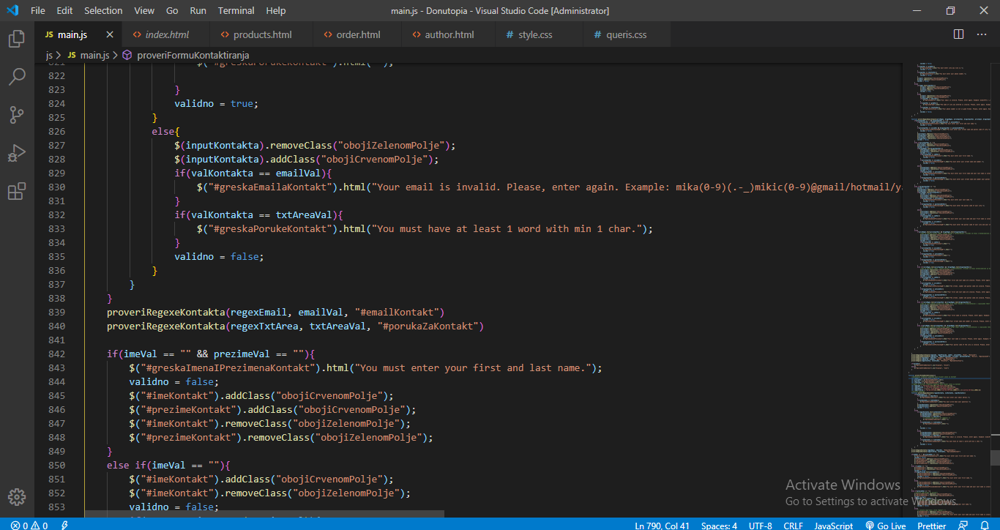 File Edit Selection View Go Run Terminal Help main.js - Donutopia - Visual Studio Code [Administrator]
JS main.js <> index.html <> products.html <> order.html <> author.html # style.css # queris.css
js > JS main.js > proveriFormuKontaktiranja
821 $("#greskaPorukeKontakt").html("");
822
823 }
824 validno = true;
825 }
826 else{
827 $(inputKontakta).removeClass("obojiZelenomPolje");
828 $(inputKontakta).addClass("obojiCrvenomPolje");
829 if(valKontakta == emailVal){
830 $("#greskaEmailaKontakt").html("Your email is invalid. Please, enter again. Example: mika(0-9)(.-_)mikic(0-9)@gmail/hotmail/ya
831 }
832 if(valKontakta == txtAreaVal){
833 $("#greskaPorukeKontakt").html("You must have at least 1 word with min 1 char.");
834 }
835 validno = false;
836 }
837 }
838 }
839 proveriRegexeKontakta(regexEmail, emailVal, "#emailKontakt")
840 proveriRegexeKontakta(regexTxtArea, txtAreaVal, "#porukaZaKontakt")
841
842 if(imeVal == "" && prezimeVal == ""){
843 $("#greskaImenaIPrezimenaKontakt").html("You must enter your first and last name.");
844 validno = false;
845 $("#imeKontakt").addClass("obojiCrvenomPolje");
846 $("#prezimeKontakt").addClass("obojiCrvenomPolje");
847 $("#imeKontakt").removeClass("obojiZelenomPolje");
848 $("#prezimeKontakt").removeClass("obojiZelenomPolje");
849 }
850 else if(imeVal == ""){
851 $("#imeKontakt").addClass("obojiCrvenomPolje");
852 $("#imeKontakt").removeClass("obojiZelenomPolje");
853 validno = false;
Activate Windows
Go to Settings to activate Windows.
0 0 Ln 790, Col 41 Spaces: 4 UTF-8 CRLF JavaScript Go Live Prettier